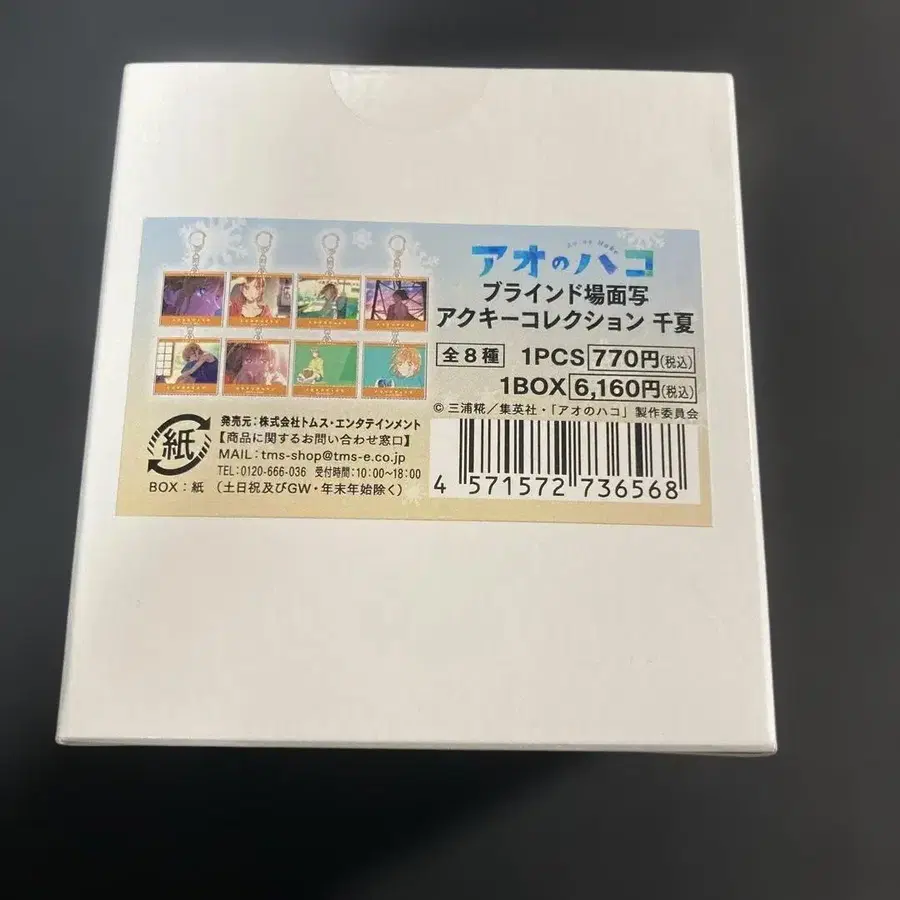 Ao no Hako
アオのハコ
ブラインド場面写
アクキーコレクション 千夏
全8種 1PCS 770円(税込)
1BOX 6,160円(税込)
© 三浦糀／集英社・「アオのハコ」製作委員会
紙
BOX：紙
発売元：株式会社トムス・エンタテインメント
【商品に関するお問い合わせ窓口】
MAIL：tms-shop@tms-e.co.jp
TEL：0120-666-036 受付時間：10：00〜18：00
（土日祝及びGW・年末年始除く）
4 571572 736568